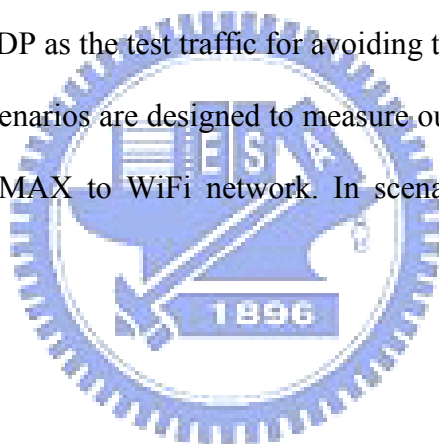 DP as the test traffic for avoiding t
enarios are designed to measure ou
MAX to WiFi network. In scena
ES
1896